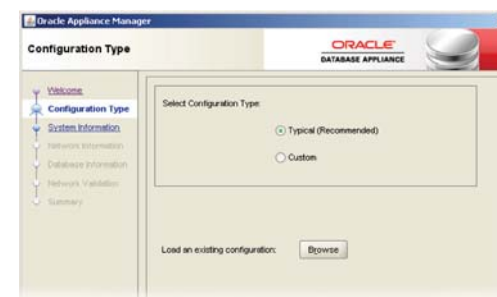 Oracle Appliance Manager
Configuration Type
ORACLE
DATABASE APPLIANCE
Welcome
Configuration Type
System Information
Network Information
Database Information
Network Validation
Summary
Select Configuration Type:
Typical (Recommended)
Custom
Load an existing configuration:
Browse